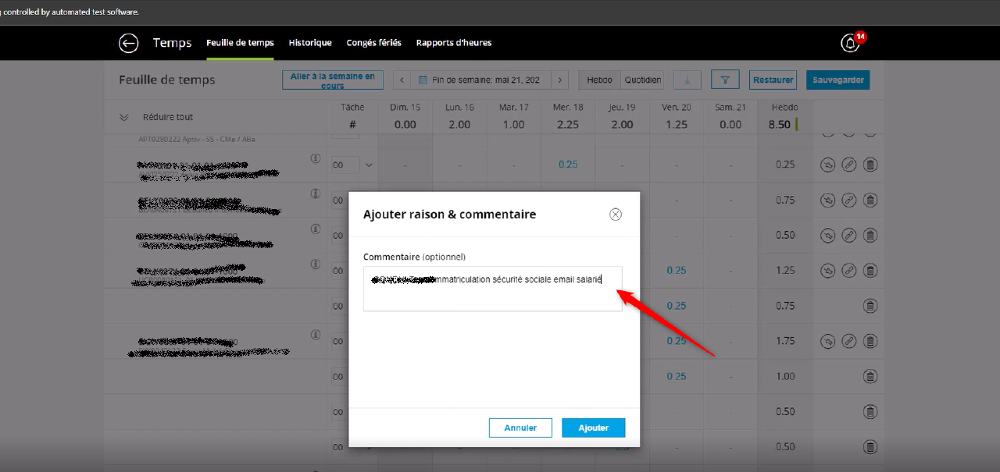 g controlled by automated test software.
Temps Feuille de temps Historique Congés fériés Rapports d'heures 14
Feuille de temps Aller à la semaine en cours Fin de semaine: mai 21, 202 Hebdo Quotidien Restaurer Sauvegarder
Tâche Dim. 15 Lun. 16 Mar. 17 Mer. 18 Jeu. 19 Ven. 20 Sam. 21 Hebdo
Réduire tout # 0.00 2.00 1.00 2.25 2.00 1.25 0.00 8.50
APT0280222 Aptiv - SS - CMe / ABa
00 - - - 0.25 - - - 0.25
00 - - 0.75
Ajouter raison & commentaire
00 - - 0.50
Commentaire (optionnel)
00 0.25 - 1.25
mmatriculation sécurité sociale email salarié
00 0.25 - 0.75
00 0.25 - 1.75
00 0.25 - 1.00
00 - - 0.50
Annuler Ajouter
00 - 0.50